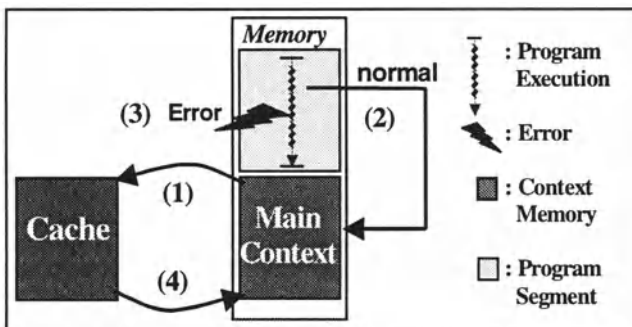 Memory
normal
(3) Error
(2)
(1)
Cache
Main
Context
(4)
: Program
Execution
: Error
: Context
Memory
: Program
Segment